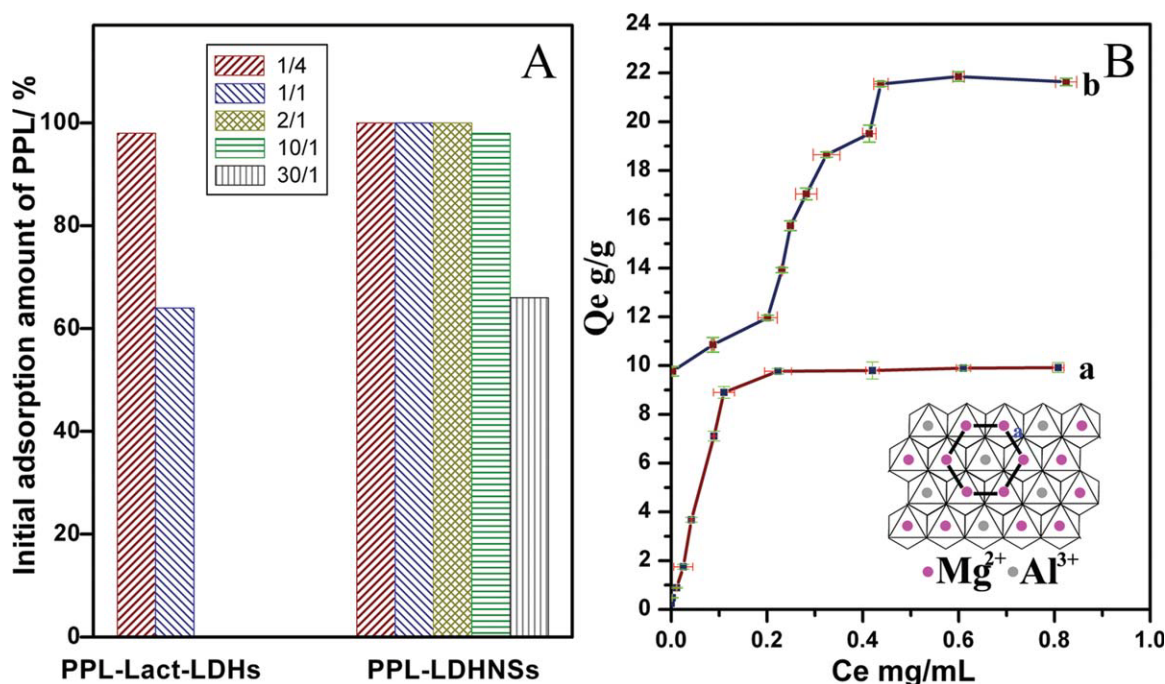 A
Initial adsorption amount of PPL/ %
100
80
60
40
20
0
1/4
1/1
2/1
10/1
30/1
PPL-Lact-LDHs
PPL-LDHNSs
B
Qe g/g
24
22
20
18
16
14
12
10
8
6
4
2
0
b
a
a
Mg2+ Al3+
0.0 0.2 0.4 0.6 0.8 1.0
Ce mg/mL